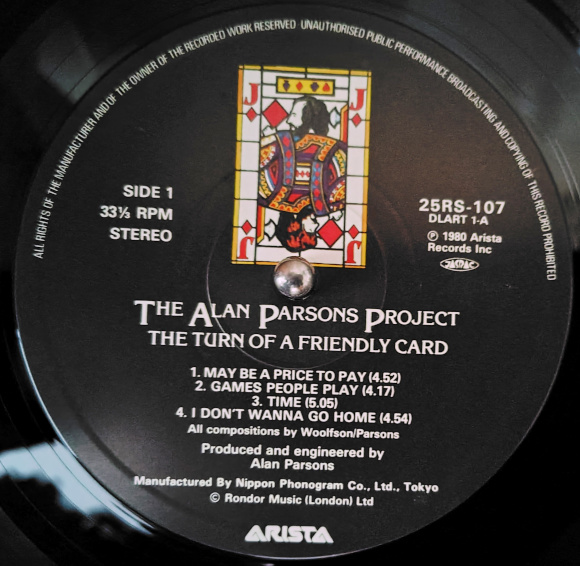 ALL RIGHTS OF THE MANUFACTURER AND OF THE OWNER OF THE RECORDED WORK RESERVED · UNAUTHORISED PUBLIC PERFORMANCE BROADCASTING AND COPYING OF THIS RECORD PROHIBITED
J
J
SIDE 1
33⅓ RPM
STEREO
25RS-107
DLART 1-A
℗ 1980 Arista
Records Inc
JASRAC
J
J
THE ALAN PARSONS PROJECT
THE TURN OF A FRIENDLY CARD
1. MAY BE A PRICE TO PAY (4.52)
2. GAMES PEOPLE PLAY (4.17)
3. TIME (5.05)
4. I DON'T WANNA GO HOME (4.54)
All compositions by Woolfson/Parsons
Produced and engineered by
Alan Parsons
Manufactured By Nippon Phonogram Co., Ltd., Tokyo
© Rondor Music (London) Ltd
ARISTA